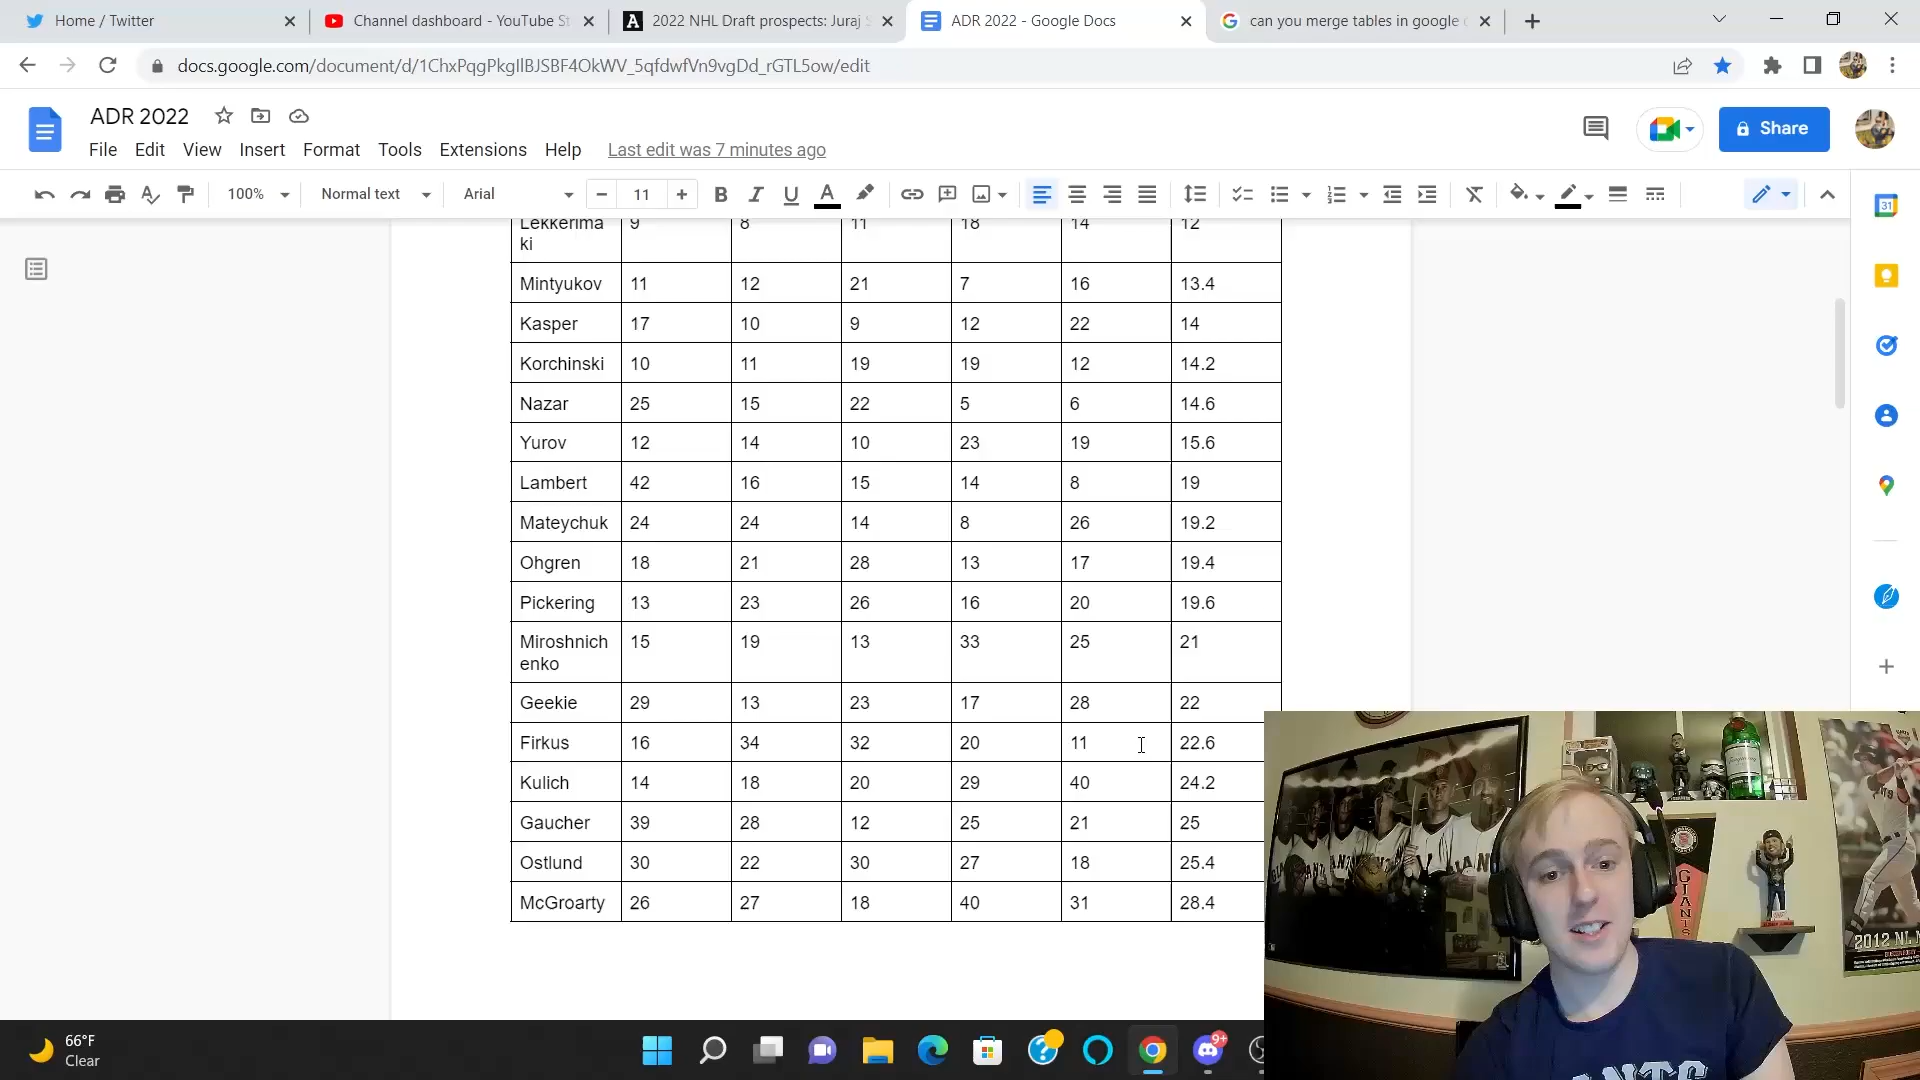 Home / Twitter
Channel dashboard - YouTube St
2022 NHL Draft prospects: Juraj S
ADR 2022 - Google Docs
can you merge tables in google d
docs.google.com/document/d/1ChxPqgPkgIlBJSBF4OkWV_5qfdwfVn9vgDd_rGTL5ow/edit
ADR 2022
Share
File Edit View Insert Format Tools Extensions Help Last edit was 7 minutes ago
100% Normal text Arial 11 B I U A
31
Lekkerima
ki 9 8 11 18 14 12
Mintyukov 11 12 21 7 16 13.4
Kasper 17 10 9 12 22 14
Korchinski 10 11 19 19 12 14.2
Nazar 25 15 22 5 6 14.6
Yurov 12 14 10 23 19 15.6
Lambert 42 16 15 14 8 19
Mateychuk 24 24 14 8 26 19.2
Ohgren 18 21 28 13 17 19.4
Pickering 13 23 26 16 20 19.6
Miroshnich
enko 15 19 13 33 25 21
Geekie 29 13 23 17 28 22
Firkus 16 34 32 20 11 22.6
Kulich 14 18 20 29 40 24.2
Gaucher 39 28 12 25 21 25
Ostlund 30 22 30 27 18 25.4
McGroarty 26 27 18 40 31 28.4
GIANTS
2012 NL
66°F
Clear
9+